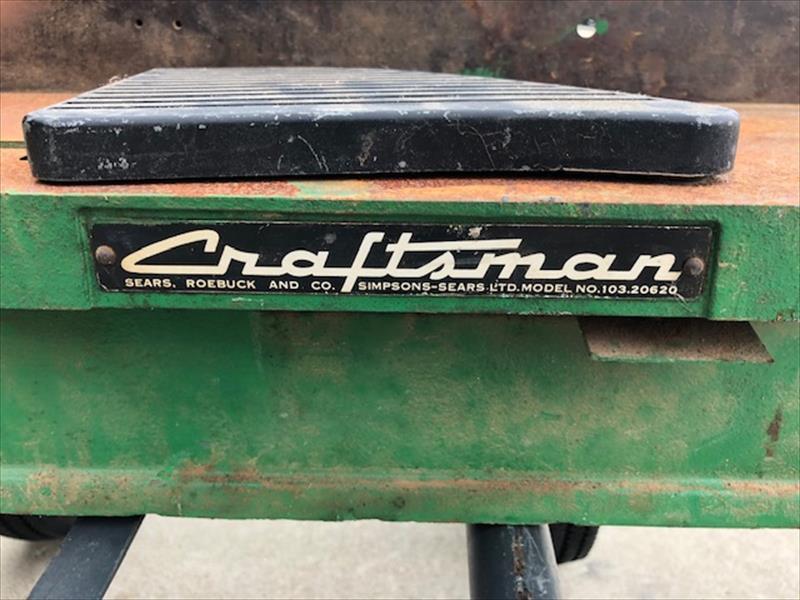 Craftsman
SEARS, ROEBUCK AND CO. SIMPSONS-SEARS LTD. MODEL NO. 103.20620